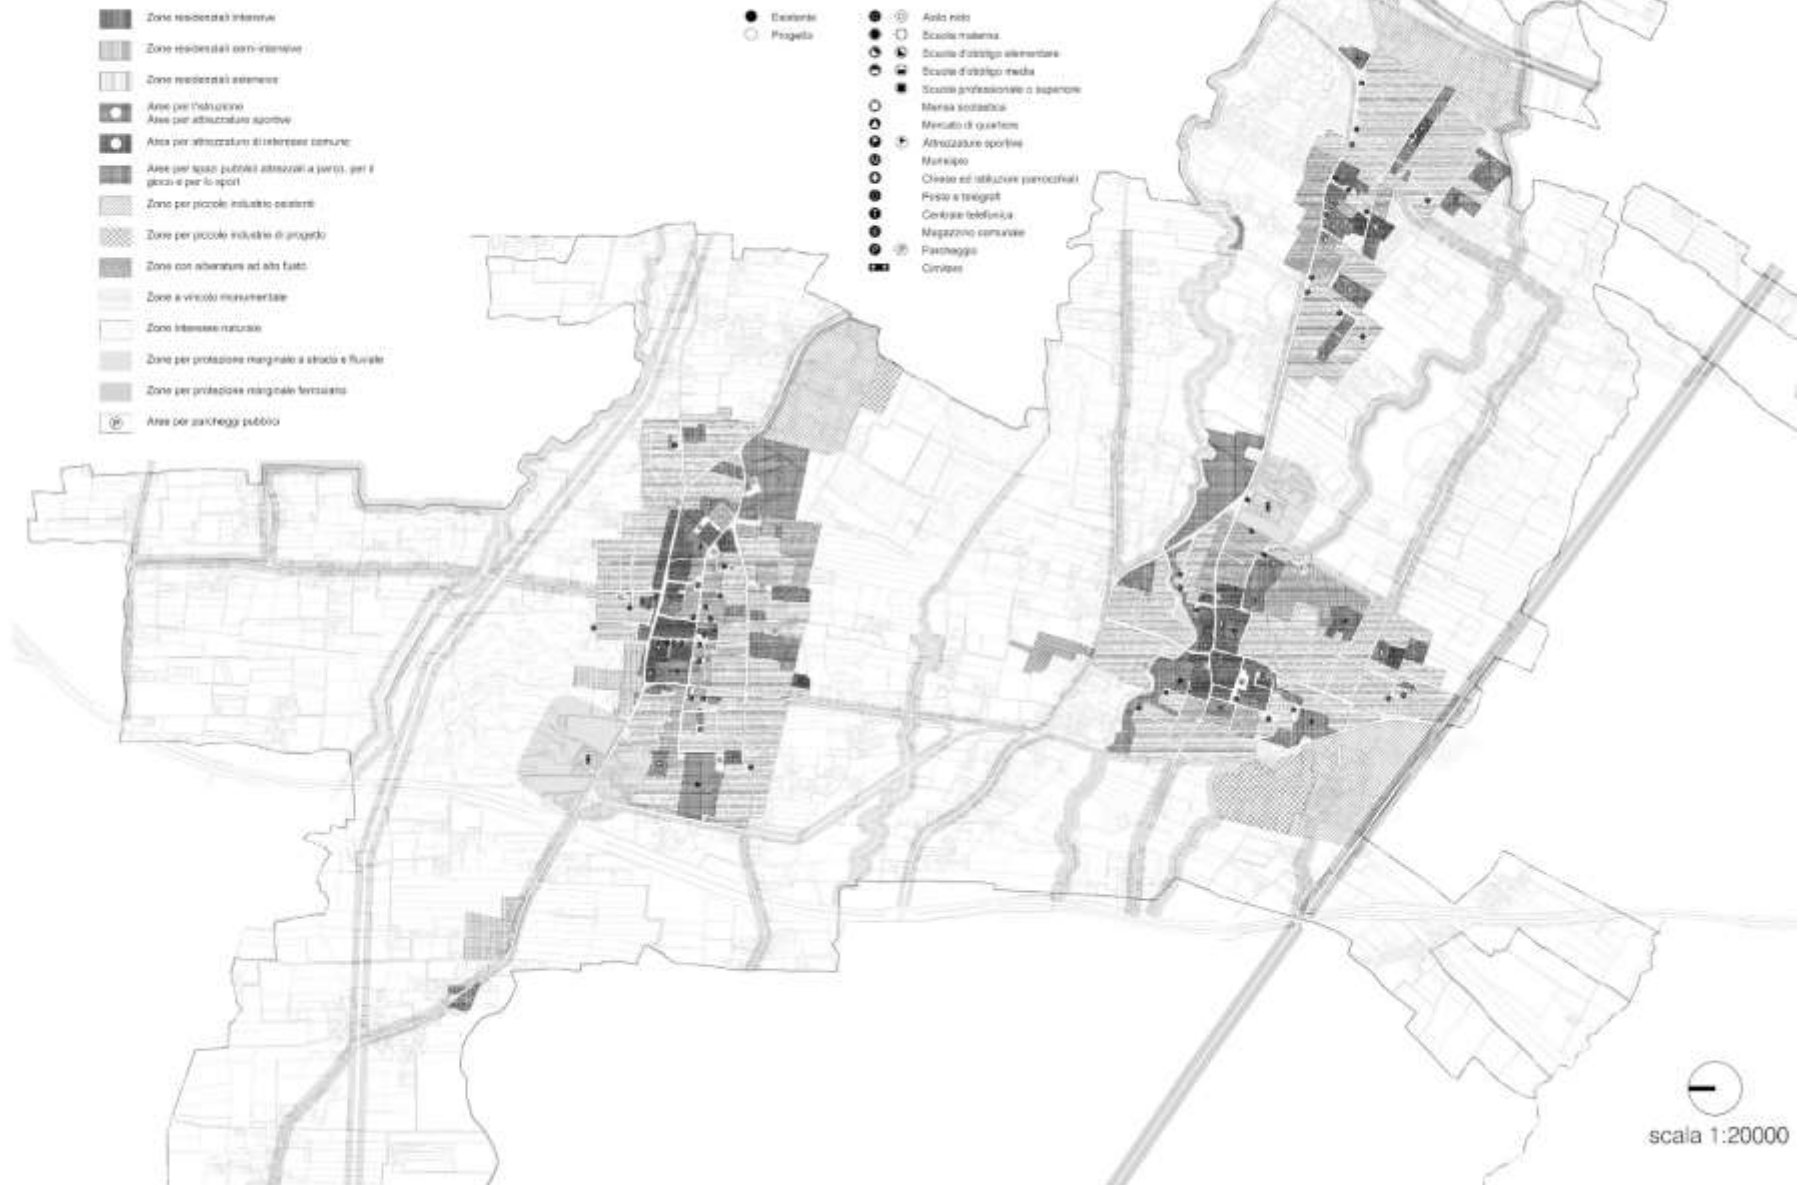 Zone residenziali intensive
Zone residenziali semi-intensive
Zone residenziali estensive
Aree per l'istruzione
Aree per attrezzature sportive
Area per attrezzature di interesse comune
Aree per spazi pubblici attrezzati a parco, per il
gioco e per lo sport
Zone per piccole industrie esistenti
Zone per piccole industrie di progetto
Zone con alberature ad alto fusto
Zone a vincolo monumentale
Zone interesse naturale
Zone per protezione marginale a strada e fluviale
Zone per protezione marginale ferroviario
Aree per parcheggi pubblici
Esistente
Progetto
Asilo nido
Scuola materna
Scuola d'obbligo elementare
Scuola d'obbligo media
Scuola professionale o superiore
Mensa scolastica
Mercato di quartiere
Attrezzature sportive
Municipio
Chiese ed istituzioni parrocchiali
Poste e telegrafi
Centrale telefonica
Magazzino comunale
Parcheggio
Cimitero
scala 1:20000